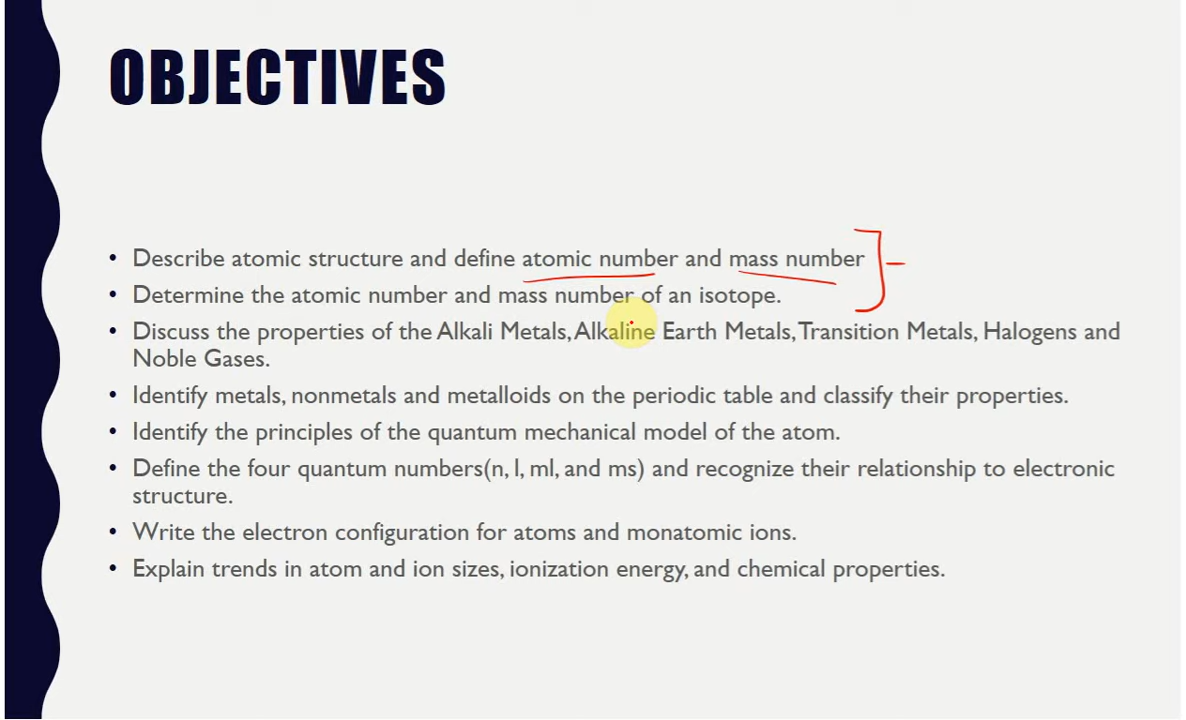 OBJECTIVES
• Describe atomic structure and define atomic number and mass number
• Determine the atomic number and mass number of an isotope.
• Discuss the properties of the Alkali Metals, Alkaline Earth Metals, Transition Metals, Halogens and
Noble Gases.
• Identify metals, nonmetals and metalloids on the periodic table and classify their properties.
• Identify the principles of the quantum mechanical model of the atom.
• Define the four quantum numbers(n, l, ml, and ms) and recognize their relationship to electronic
structure.
• Write the electron configuration for atoms and monatomic ions.
• Explain trends in atom and ion sizes, ionization energy, and chemical properties.